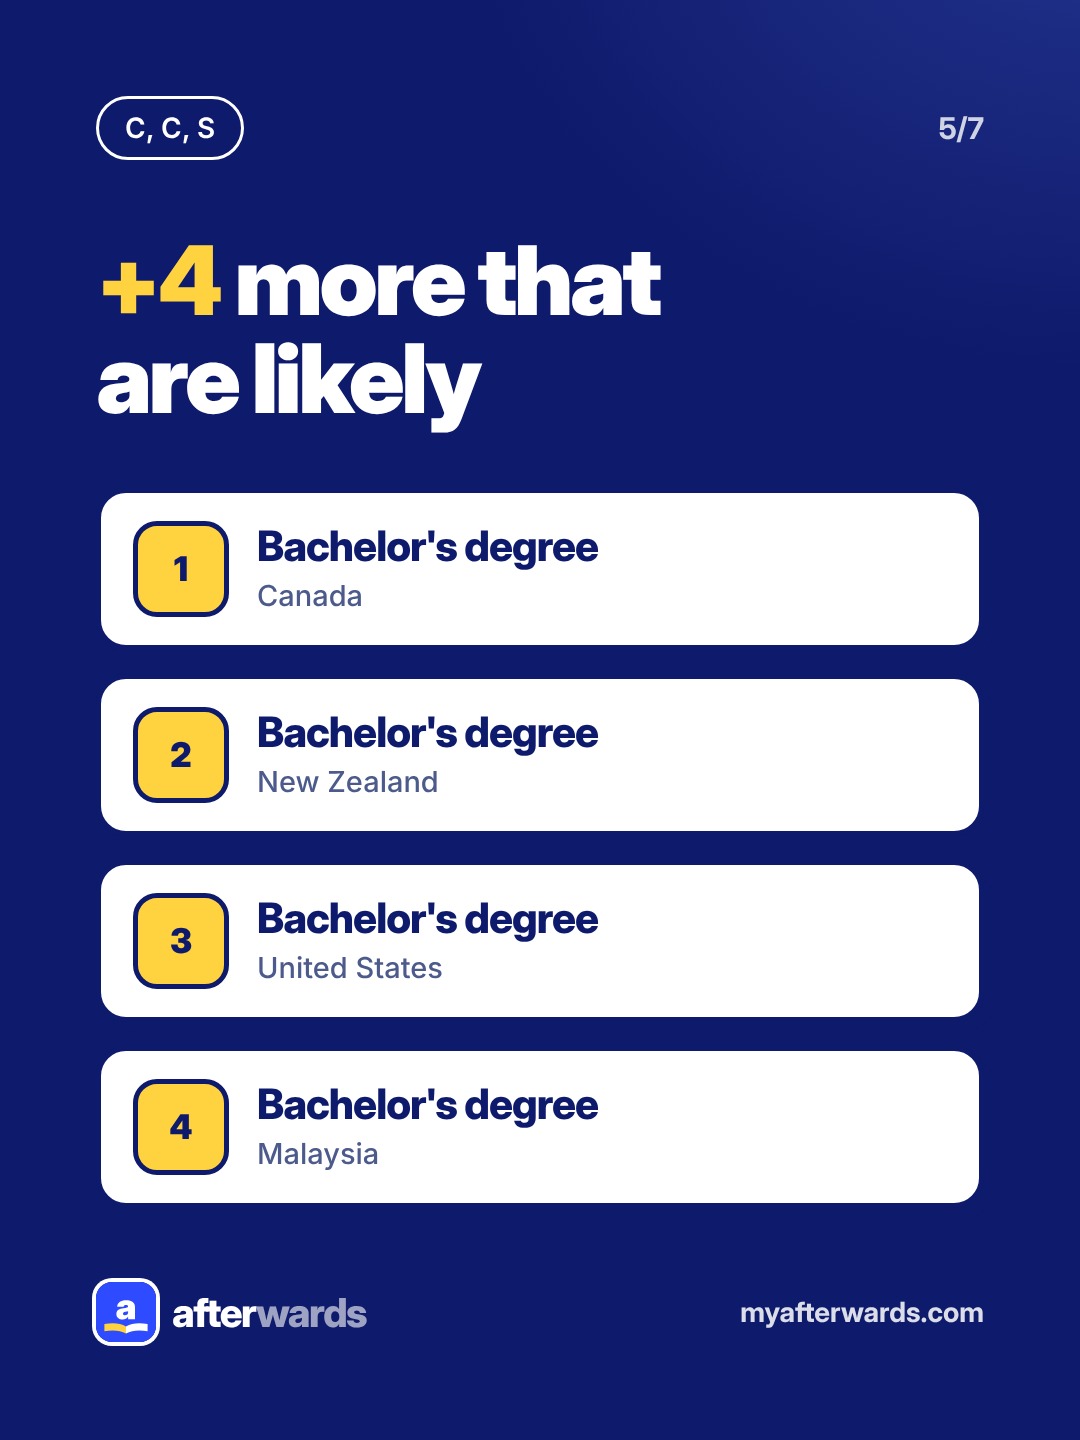 C, C, S
5/7
+4 more that
are likely
1
Bachelor's degree
Canada
2
Bachelor's degree
New Zealand
3
Bachelor's degree
United States
4
Bachelor's degree
Malaysia
a
afterwards
myafterwards.com